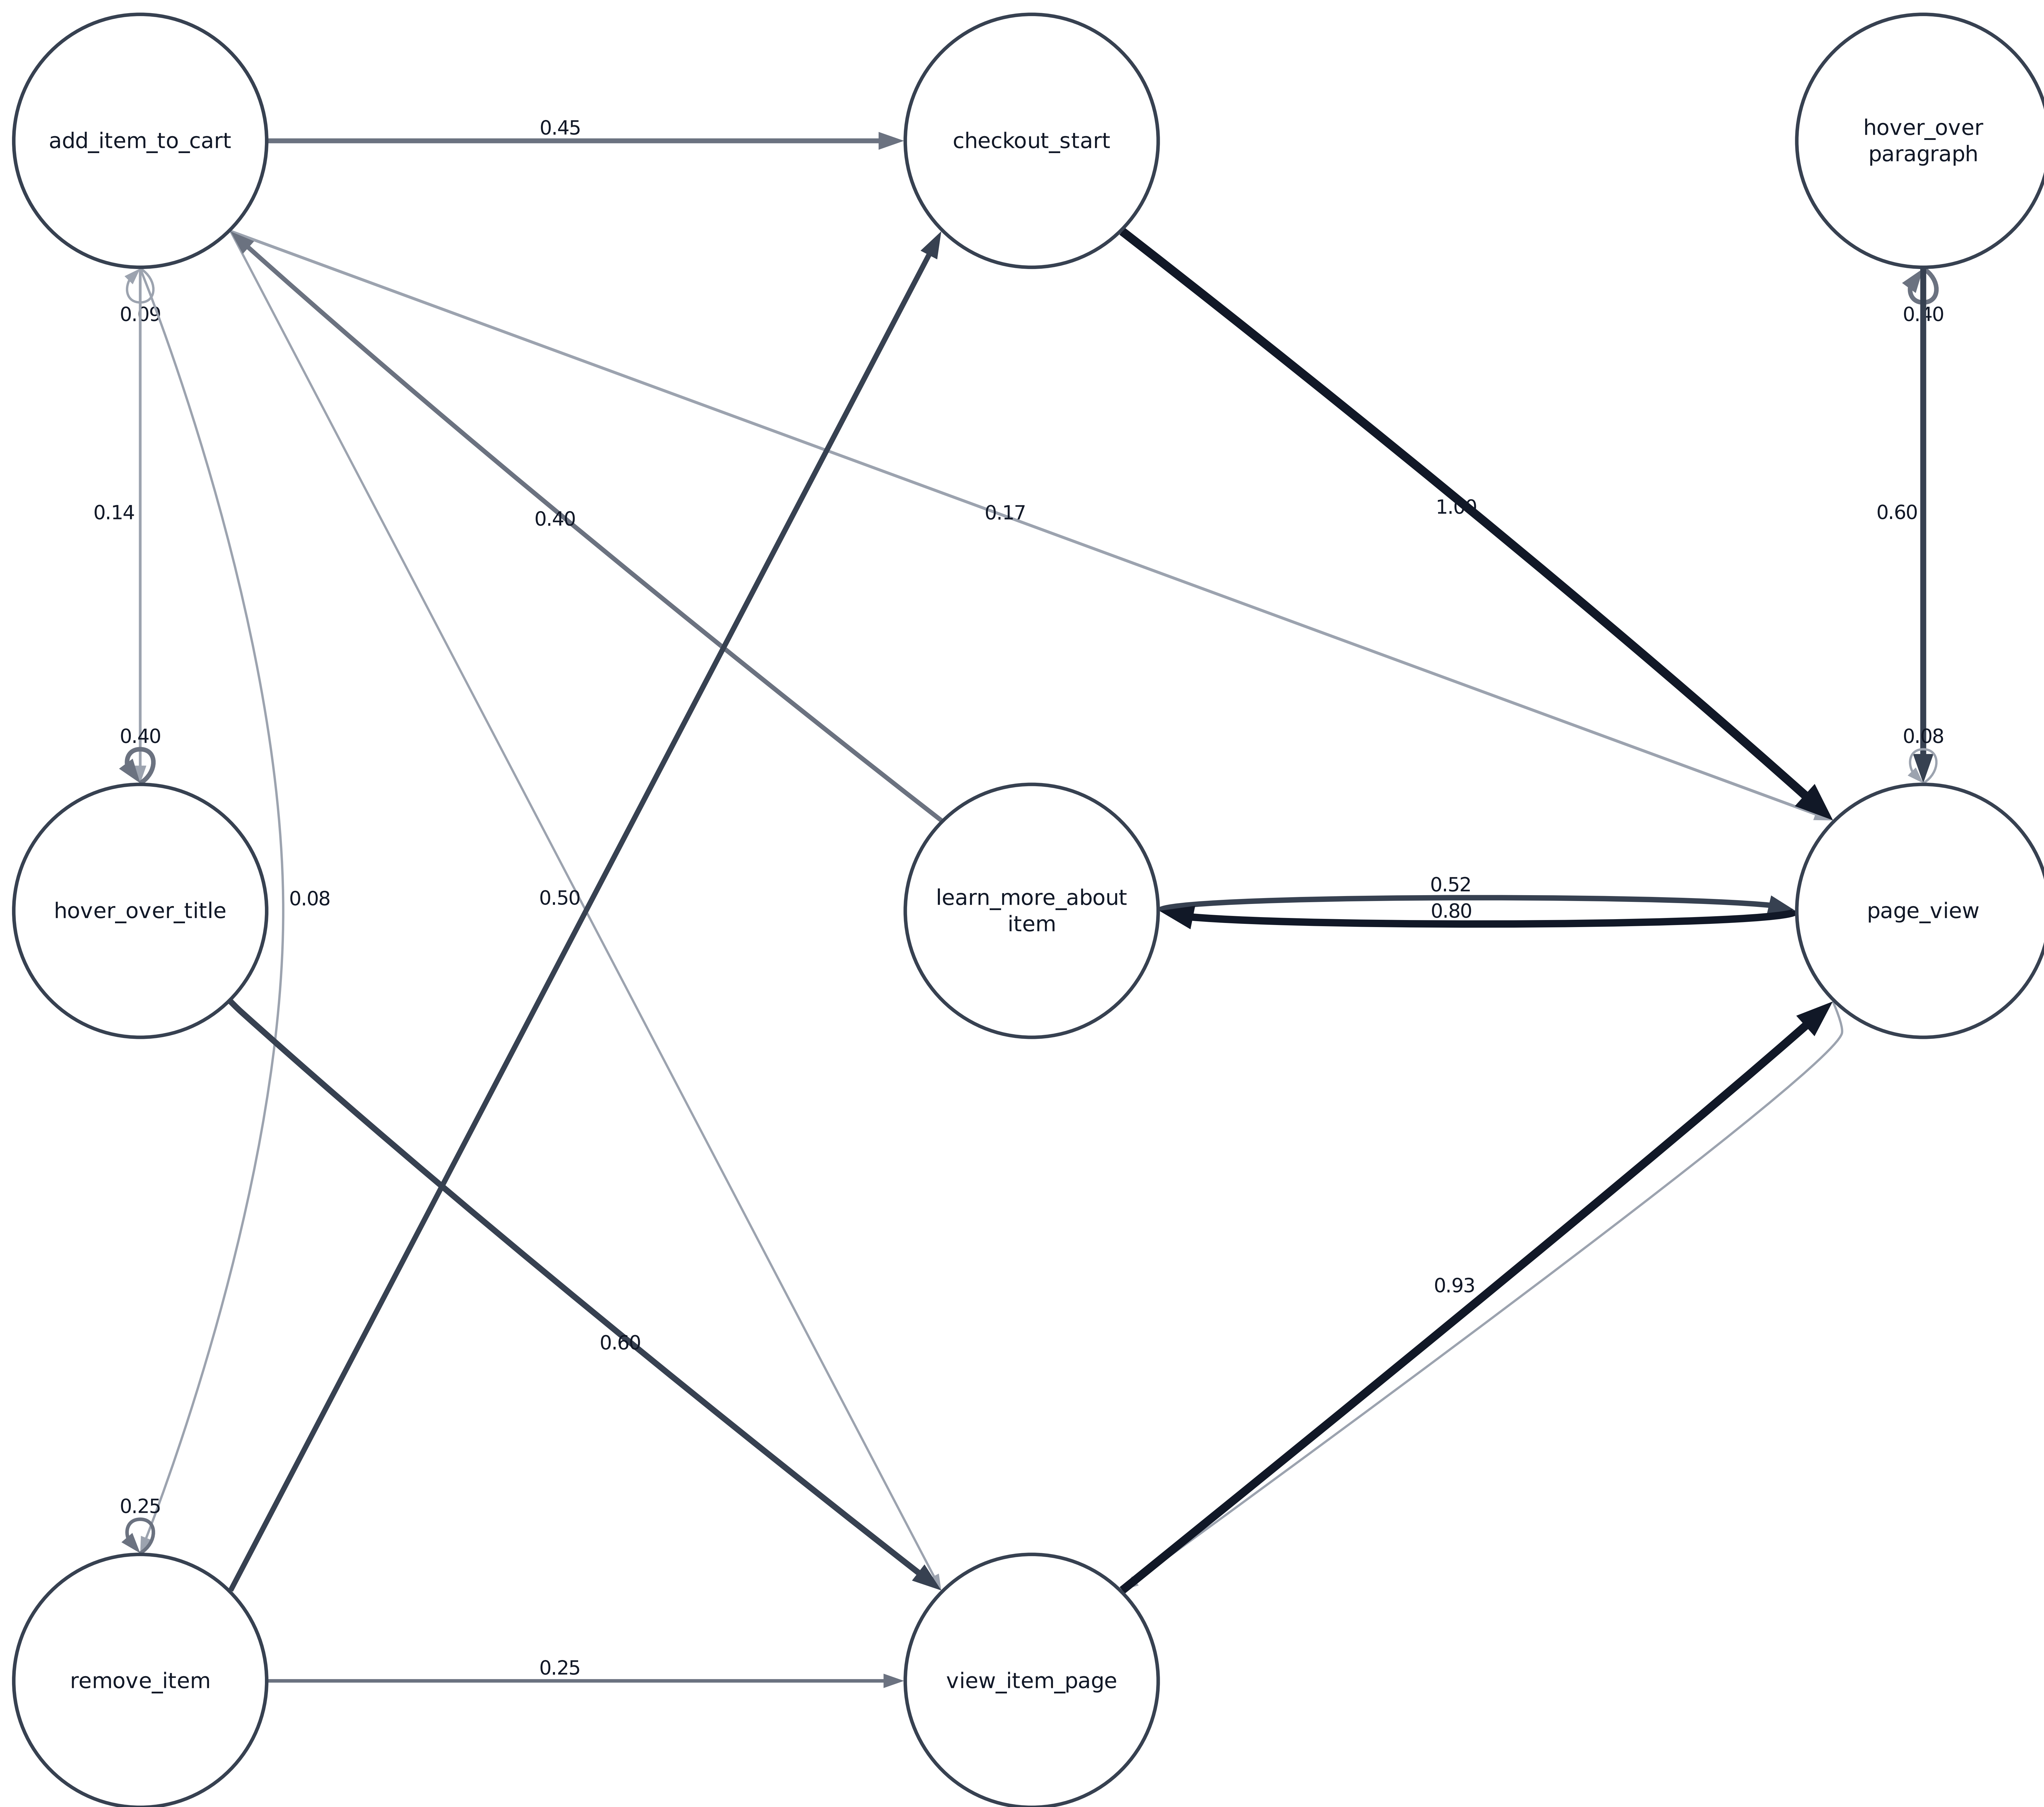 add_item_to_cart
checkout_start
hover_over
paragraph
0.45
0.09
0.40
0.14
0.40
0.17
1.00
0.60
0.40
0.08
hover_over_title
0.08
0.50
learn_more_about
item
0.52
0.80
page_view
0.93
0.60
0.25
remove_item
0.25
view_item_page